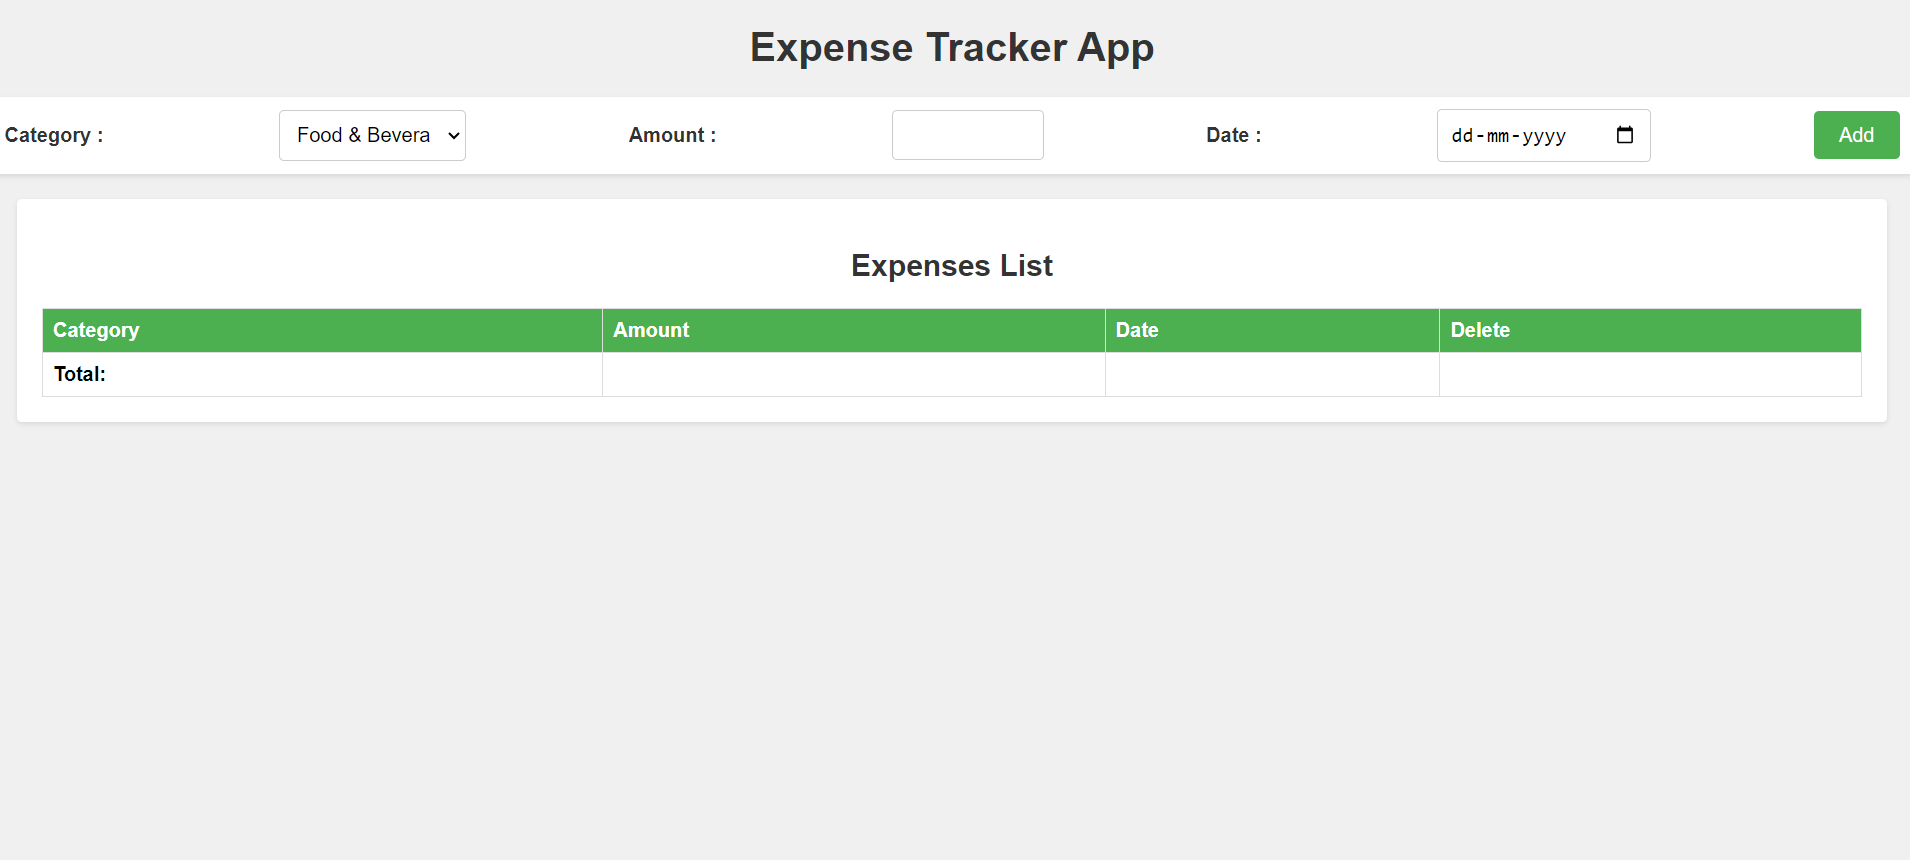 Expense Tracker App
Category : Food & Bevera Amount : Date : dd-mm-yyyy Add
Expenses List
Category Amount Date Delete
Total: